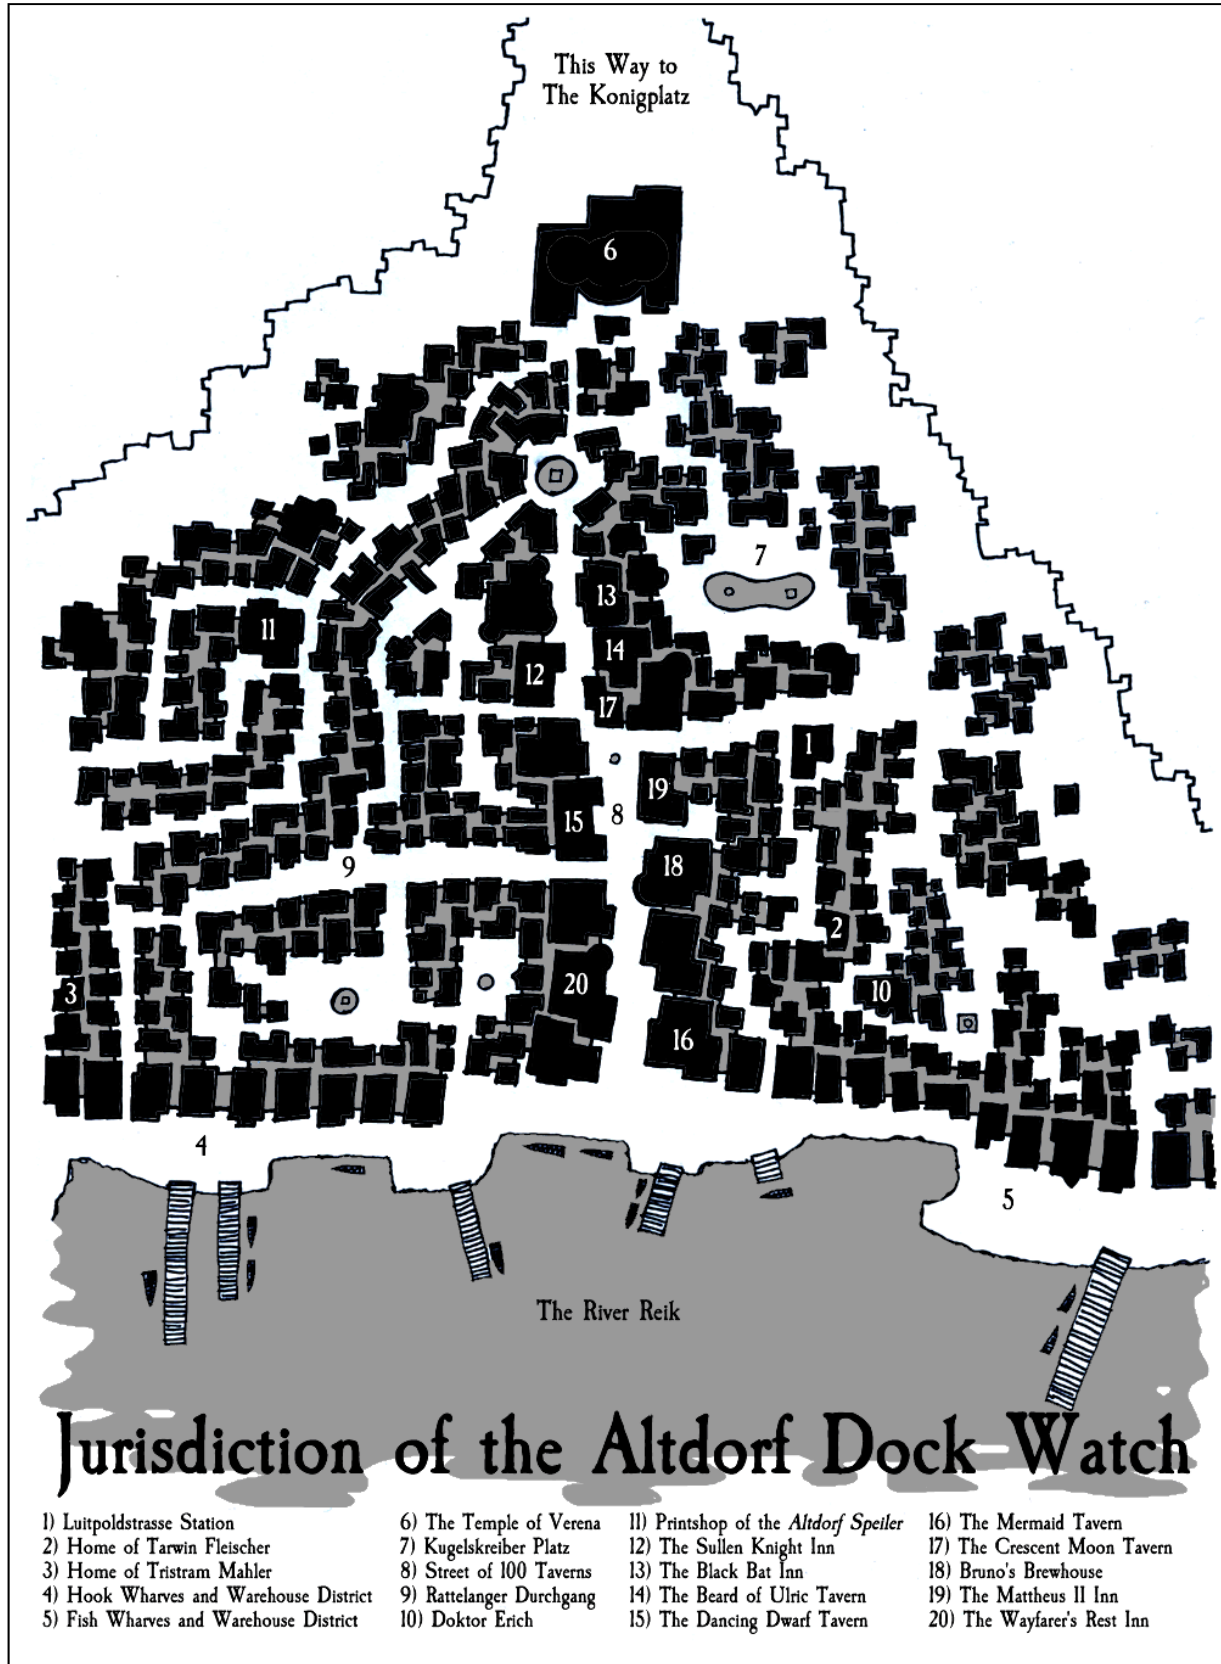 This Way to
The Konigplatz
6
7
13
11
14
12
17
1
19
8
15
18
9
2
20
3
10
16
4
5
The River Reik
Jurisdiction of the Altdorf Dock Watch
1) Luitpoldstrasse Station
2) Home of Tarwin Fleischer
3) Home of Tristram Mahler
4) Hook Wharves and Warehouse District
5) Fish Wharves and Warehouse District
6) The Temple of Verena
7) Kugelskreiber Platz
8) Street of 100 Taverns
9) Rattelanger Durchgang
10) Doktor Erich
11) Printshop of the Altdorf Speiler
12) The Sullen Knight Inn
13) The Black Bat Inn
14) The Beard of Ulric Tavern
15) The Dancing Dwarf Tavern
16) The Mermaid Tavern
17) The Crescent Moon Tavern
18) Bruno's Brewhouse
19) The Mattheus II Inn
20) The Wayfarer's Rest Inn